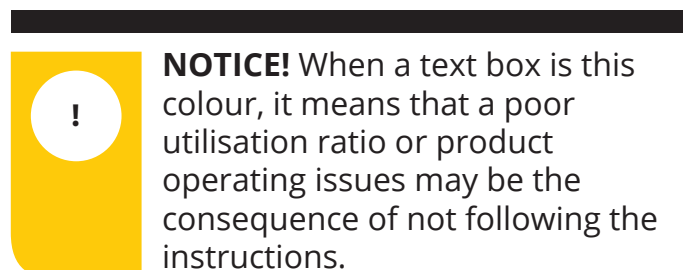 !
NOTICE! When a text box is this
colour, it means that a poor
utilisation ratio or product
operating issues may be the
consequence of not following the
instructions.